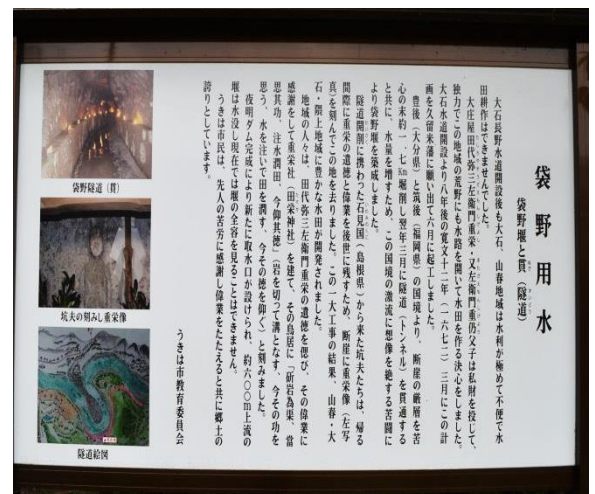 袋野用水
袋野堰と貫（隧道）
大石長野水道開設後も大石、山春地域は水利が極めて不便で水
田耕作はできませんでした。
大庄屋田代弥三左衛門重栄・又左衛門重仍父子は私財を投じて、
独力でこの地域の荒野にも水路を開いて水田を作る決心をしました。
大石水道開設より八年後の寛文十二年（一六七二）三月にこの計
画を久留米藩に願い出て六月に起工しました。
豊後（大分県）と筑後（福岡県）の国境より、断崖の厳層を苦
心の末約一．七Km堀削し翌年三月に隧道（トンネル）を貫通する
と共に、水量を増すため、この国境の激流に想像を絶する苦闘に
より袋野堰を築成しました。
隧道開削に携わった石見国（島根県）から来た坑夫たちは、帰る
間際に重栄の遺徳と偉業を後世に残すため、断崖に重栄像（左写
真）を刻んでこの地を去りました。この一大工事の結果、山春・大
石・隈上地域に豊かな水田が開発されました。
地域の人々は、田代弥三左衛門重栄の遺徳を偲び、その偉業に
感謝をして重栄社（田栄神社）を建て、その鳥居に「斫岩為渠、當
思其功、注水潤田、今仰其徳」（岩を切って溝となす、今その功を
思う、水を注いで田を潤す、今その徳を仰ぐ）と刻みました。
夜明ダム完成により新たに取水口が設けられ、約六〇〇m上流の
堰は水没し現在では堰の全容を見ることはできません。
うきは市民は、先人の苦労に感謝し偉業をたたえると共に郷土の
誇りとしています。
うきは市教育委員会
袋野隧道（貫）
坑夫の刻みし重栄像
隧道絵図